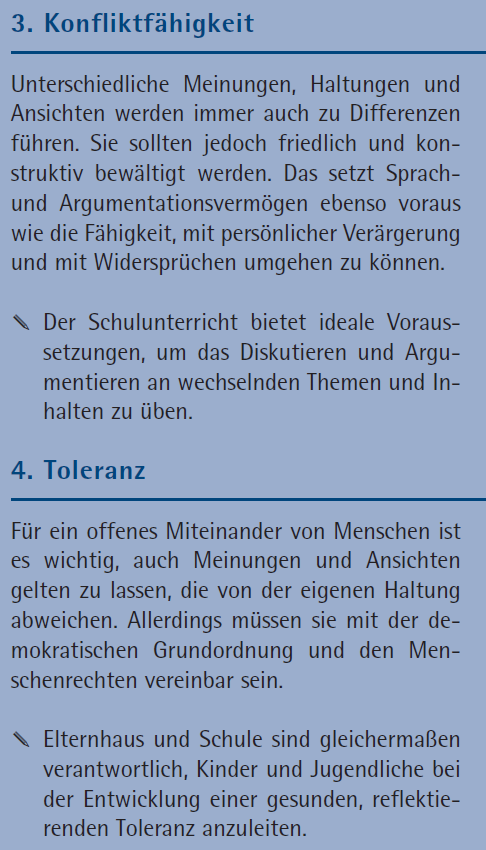 3. Konfliktfähigkeit
Unterschiedliche Meinungen, Haltungen und
Ansichten werden immer auch zu Differenzen
führen. Sie sollten jedoch friedlich und kon-
struktiv bewältigt werden. Das setzt Sprach-
und Argumentationsvermögen ebenso voraus
wie die Fähigkeit, mit persönlicher Verärgerung
und mit Widersprüchen umgehen zu können.
Der Schulunterricht bietet ideale Voraus-
setzungen, um das Diskutieren und Argu-
mentieren an wechselnden Themen und In-
halten zu üben.
4. Toleranz
Für ein offenes Miteinander von Menschen ist
es wichtig, auch Meinungen und Ansichten
gelten zu lassen, die von der eigenen Haltung
abweichen. Allerdings müssen sie mit der de-
mokratischen Grundordnung und den Men-
schenrechten vereinbar sein.
Elternhaus und Schule sind gleichermaßen
verantwortlich, Kinder und Jugendliche bei
der Entwicklung einer gesunden, reflektie-
renden Toleranz anzuleiten.